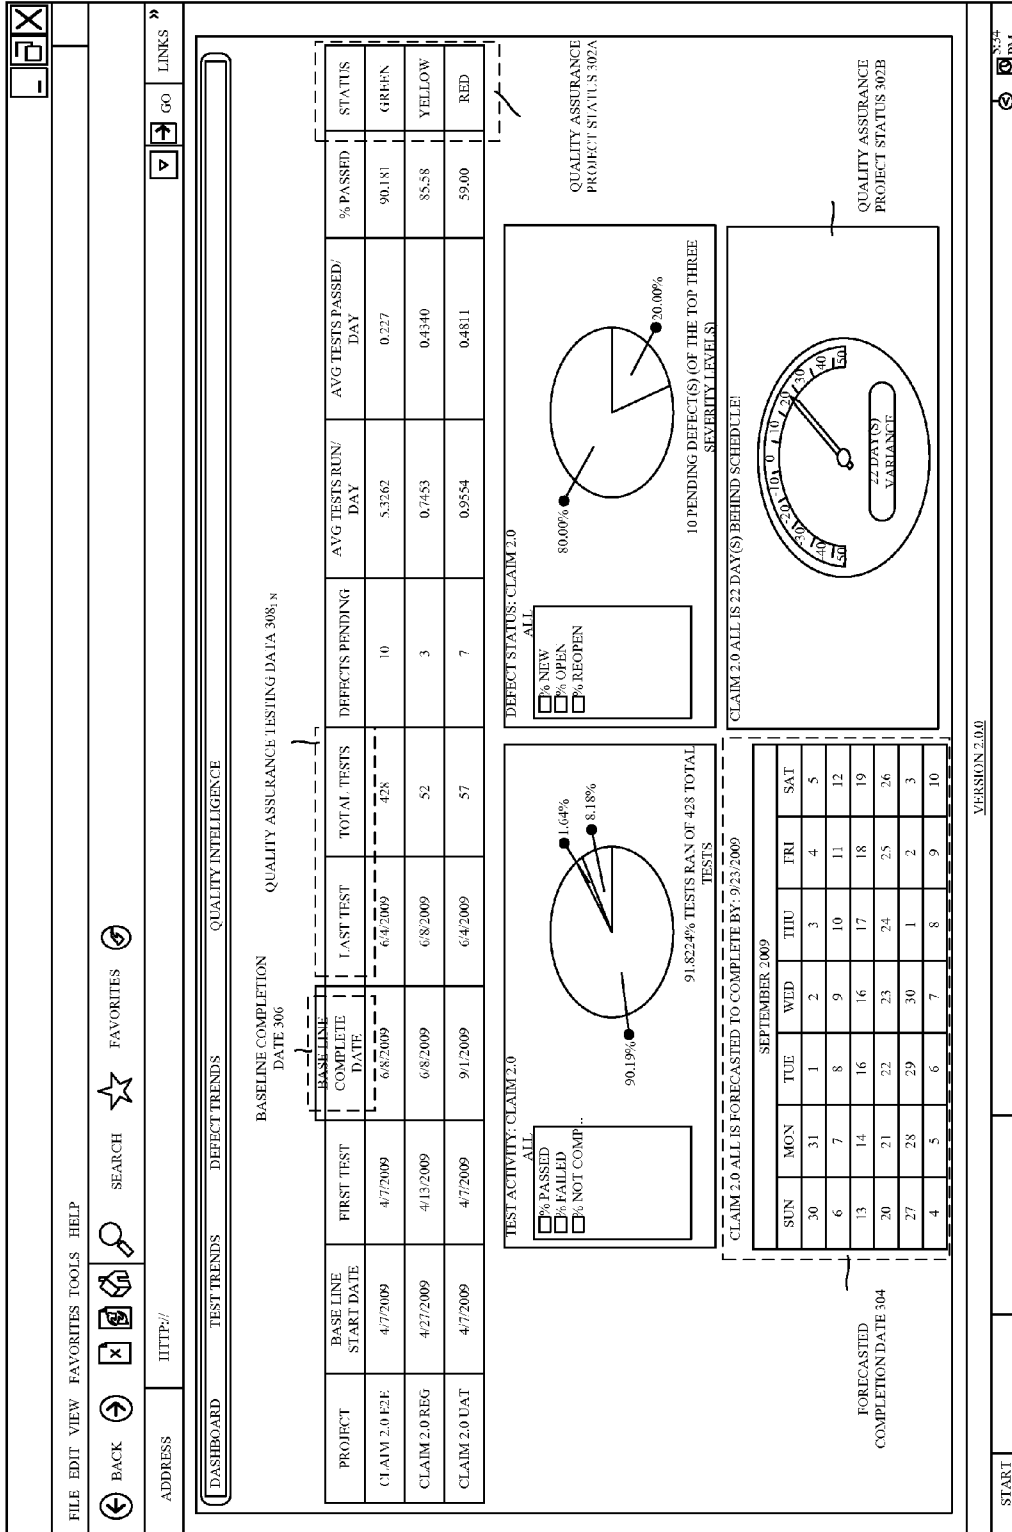 FILE EDIT VIEW FAVORITES TOOLS HELP
BACK SEARCH FAVORITES
ADDRESS HTTP:// GO LINKS »
DASHBOARD TEST TRENDS DEFECT TRENDS QUALITY INTELLIGENCE
BASELINE COMPLETION
DATE 306
QUALITY ASSURANCE TESTING DATA 308₁ N
PROJECT BASE LINE START DATE FIRST TEST BASE LINE COMPLETE DATE LAST TEST TOTAL TESTS DEFECTS PENDING AVG TESTS RUN/ DAY AVG TESTS PASSED/ DAY % PASSED STATUS
CLAIM 2.0 E2E 4/7/2009 4/7/2009 6/8/2009 6/4/2009 428 10 5.3262 0.227 90.181 GREEN
CLAIM 2.0 REG 4/27/2009 4/13/2009 6/8/2009 6/8/2009 52 3 0.7453 0.4340 85.58 YELLOW
CLAIM 2.0 UAT 4/7/2009 4/7/2009 9/1/2009 6/4/2009 57 7 0.9554 0.4811 59.00 RED
QUALITY ASSURANCE
PROJECT STATUS 302A
TEST ACTIVITY: CLAIM 2.0
ALL
% PASSED
% FAILED
% NOT COMP...
90.19%
1.64%
8.18%
91.8224% TESTS RAN OF 428 TOTAL
TESTS
DEFECT STATUS: CLAIM 2.0
ALL
% NEW
% OPEN
% REOPEN
80.00%
20.00%
10 PENDING DEFECT(S) (OF THE TOP THREE
SEVERITY LEVELS)
CLAIM 2.0 ALL IS FORECASTED TO COMPLETE BY: 9/23/2009
SEPTEMBER 2009
SUN MON TUE WED THU FRI SAT
30 31 1 2 3 4 5
6 7 8 9 10 11 12
13 14 16 16 17 18 19
20 21 22 23 24 25 26
27 28 29 30 1 2 3
4 5 6 7 8 9 10
FORECASTED
COMPLETION DATE 304
CLAIM 2.0 ALL IS 22 DAY(S) BEHIND SCHEDULE!
-50 -40 -30 -20 -10 0 10 20 30 40 50
22 DAY(S)
VARIANCE
QUALITY ASSURANCE
PROJECT STATUS 302B
VERSION 2.0.0
START
5:34
PM